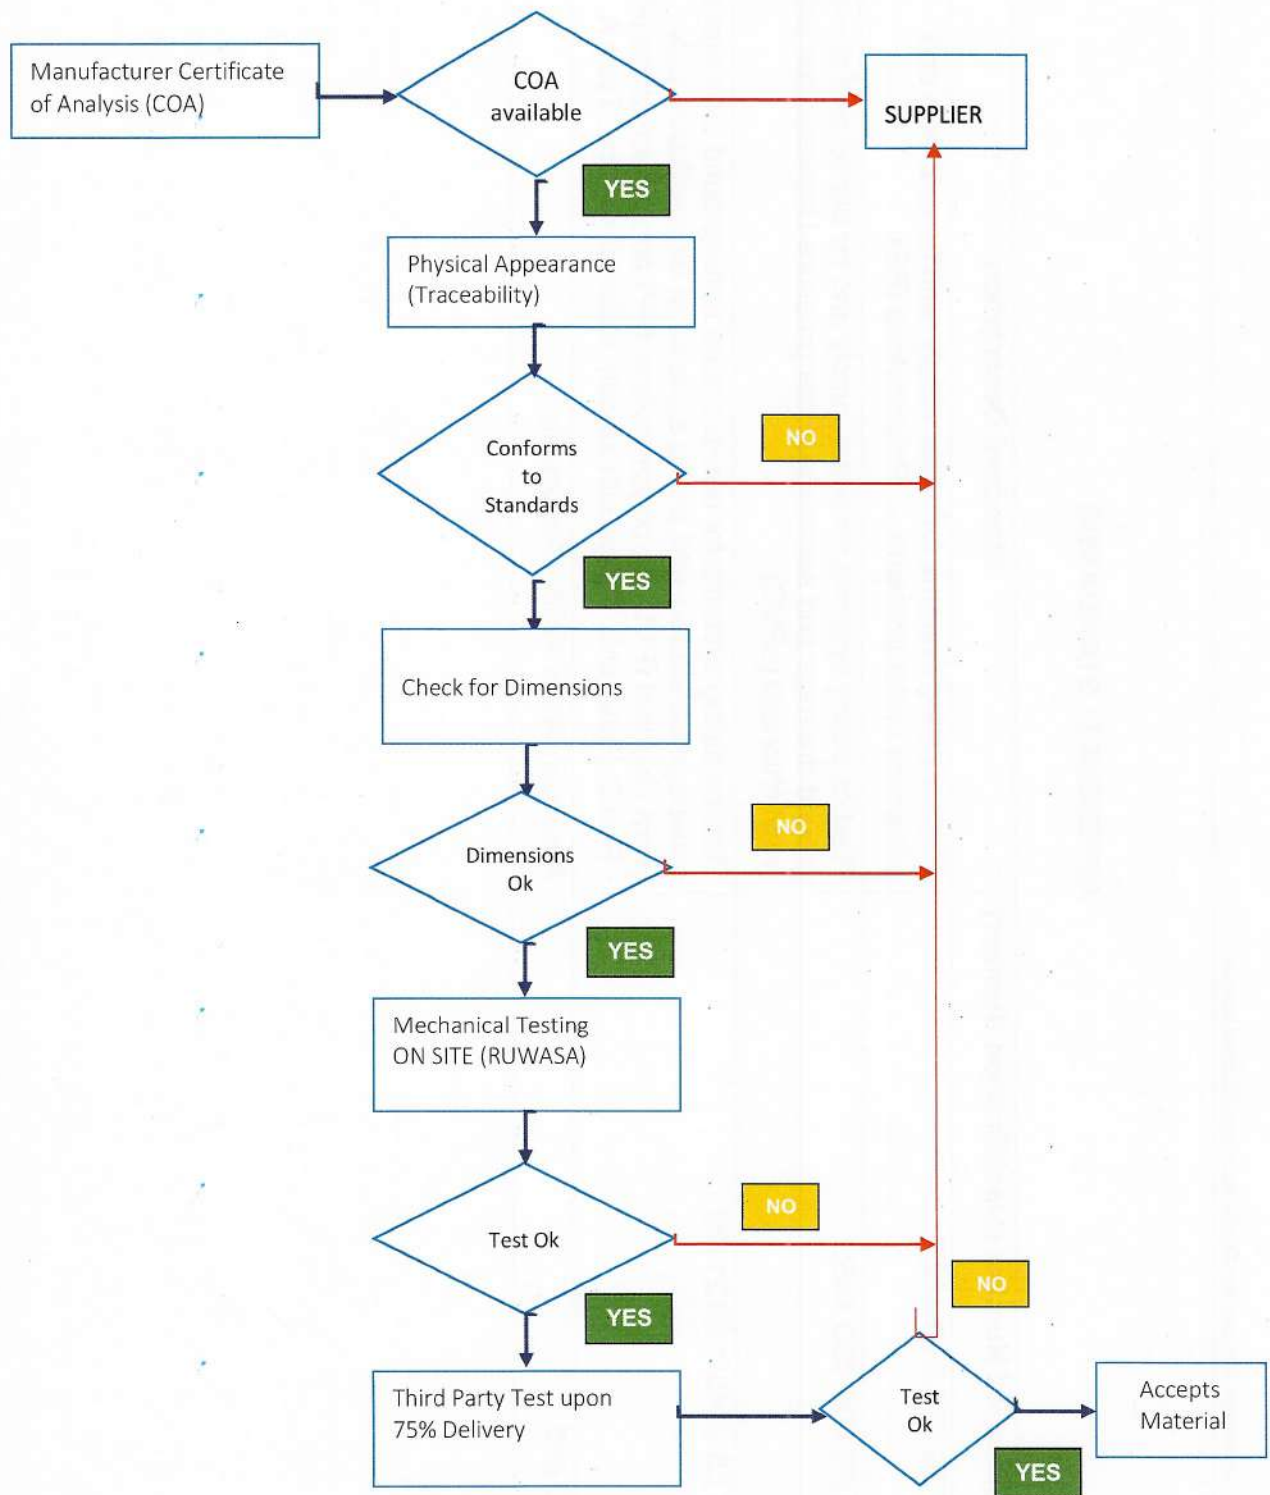 Manufacturer Certificate
of Analysis (COA)
COA
available
SUPPLIER
YES
Physical Appearance
(Traceability)
Conforms
to
Standards
NO
YES
Check for Dimensions
Dimensions
Ok
NO
YES
Mechanical Testing
ON SITE (RUWASA)
Test Ok
NO
YES
NO
Third Party Test upon
75% Delivery
Test
Ok
Accepts
Material
YES